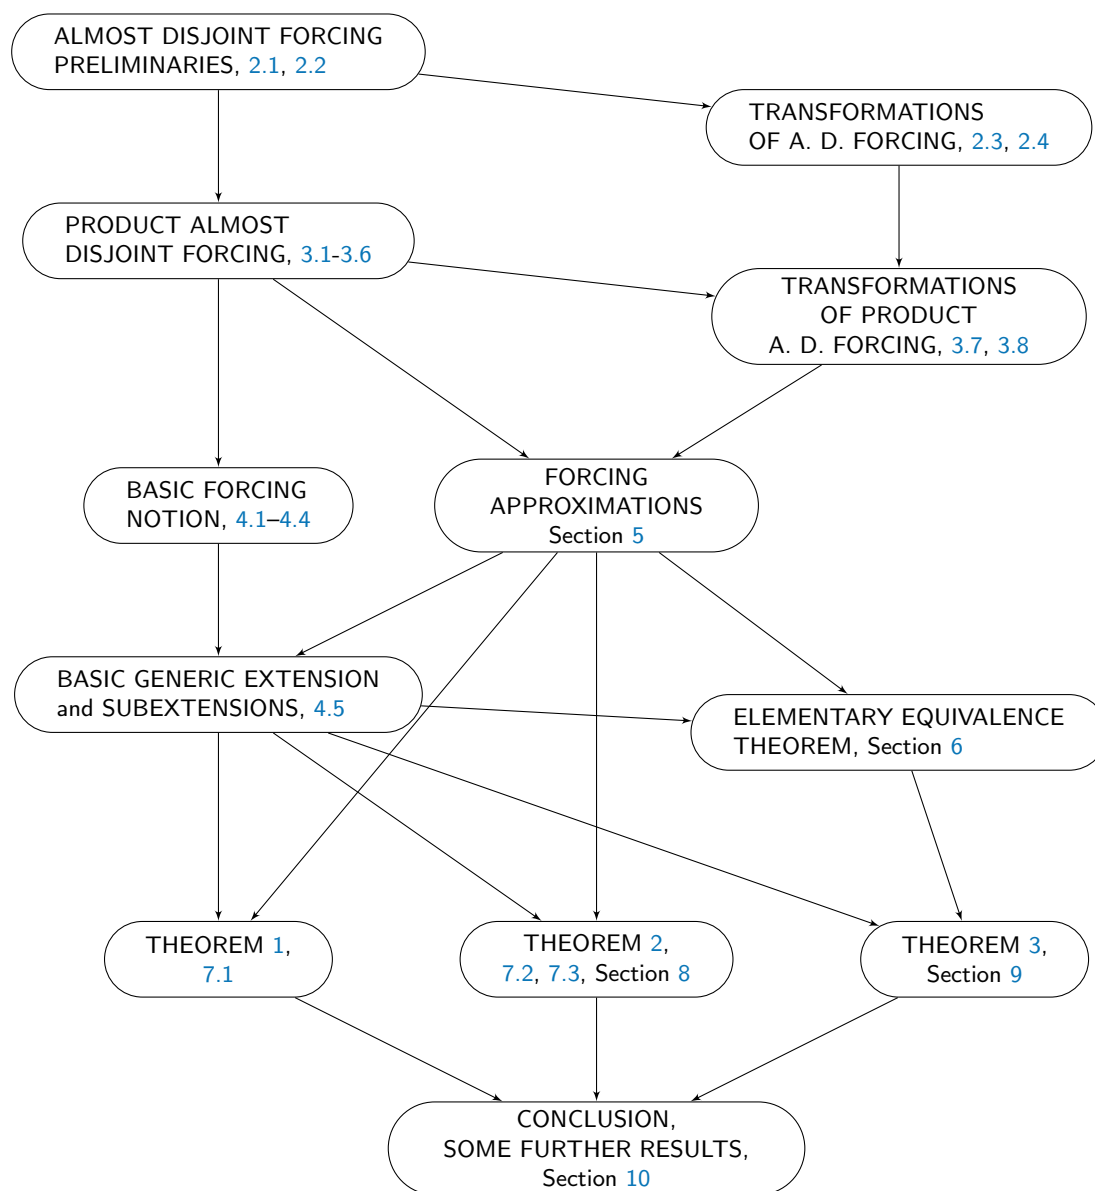 ALMOST DISJOINT FORCING
PRELIMINARIES, 2.1, 2.2
TRANSFORMATIONS
OF A. D. FORCING, 2.3, 2.4
PRODUCT ALMOST
DISJOINT FORCING, 3.1-3.6
TRANSFORMATIONS
OF PRODUCT
A. D. FORCING, 3.7, 3.8
BASIC FORCING
NOTION, 4.1–4.4
FORCING
APPROXIMATIONS
Section 5
BASIC GENERIC EXTENSION
and SUBEXTENSIONS, 4.5
ELEMENTARY EQUIVALENCE
THEOREM, Section 6
THEOREM 1,
7.1
THEOREM 2,
7.2, 7.3, Section 8
THEOREM 3,
Section 9
CONCLUSION,
SOME FURTHER RESULTS,
Section 10